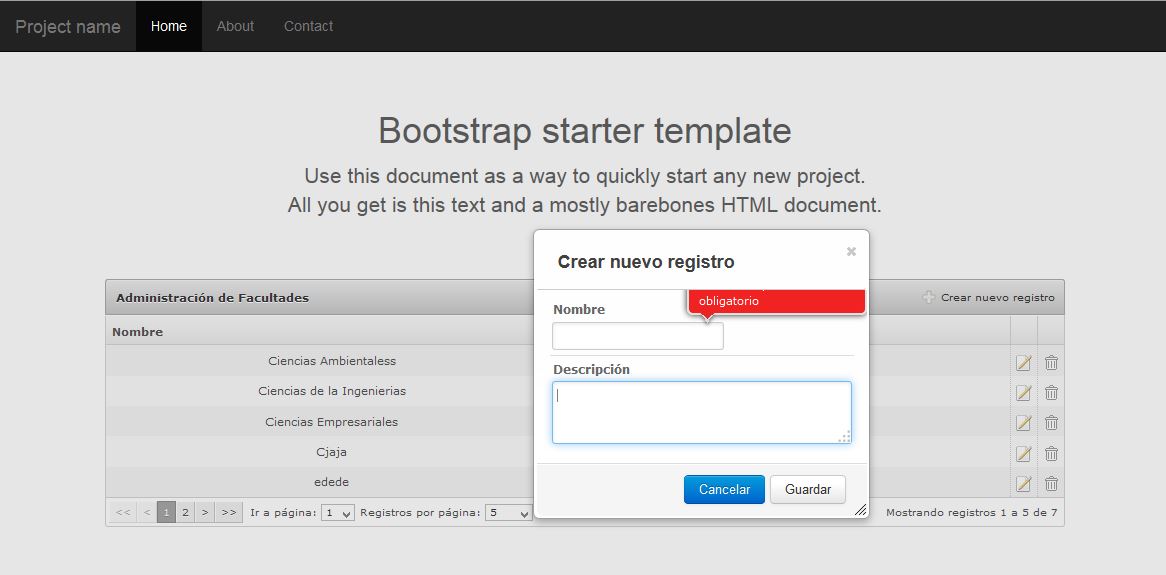 Project name Home About Contact
Bootstrap starter template
Use this document as a way to quickly start any new project.
All you get is this text and a mostly barebones HTML document.
Administración de Facultades
Crear nuevo registro
Nombre
Ciencias Ambientaless
Ciencias de la Ingenierias
Ciencias Empresariales
Cjaja
edede
<< < 1 2 > >> Ir a página: 1 Registros por página: 5
Mostrando registros 1 a 5 de 7
Crear nuevo registro ×
obligatorio
Nombre
Descripción
Cancelar Guardar